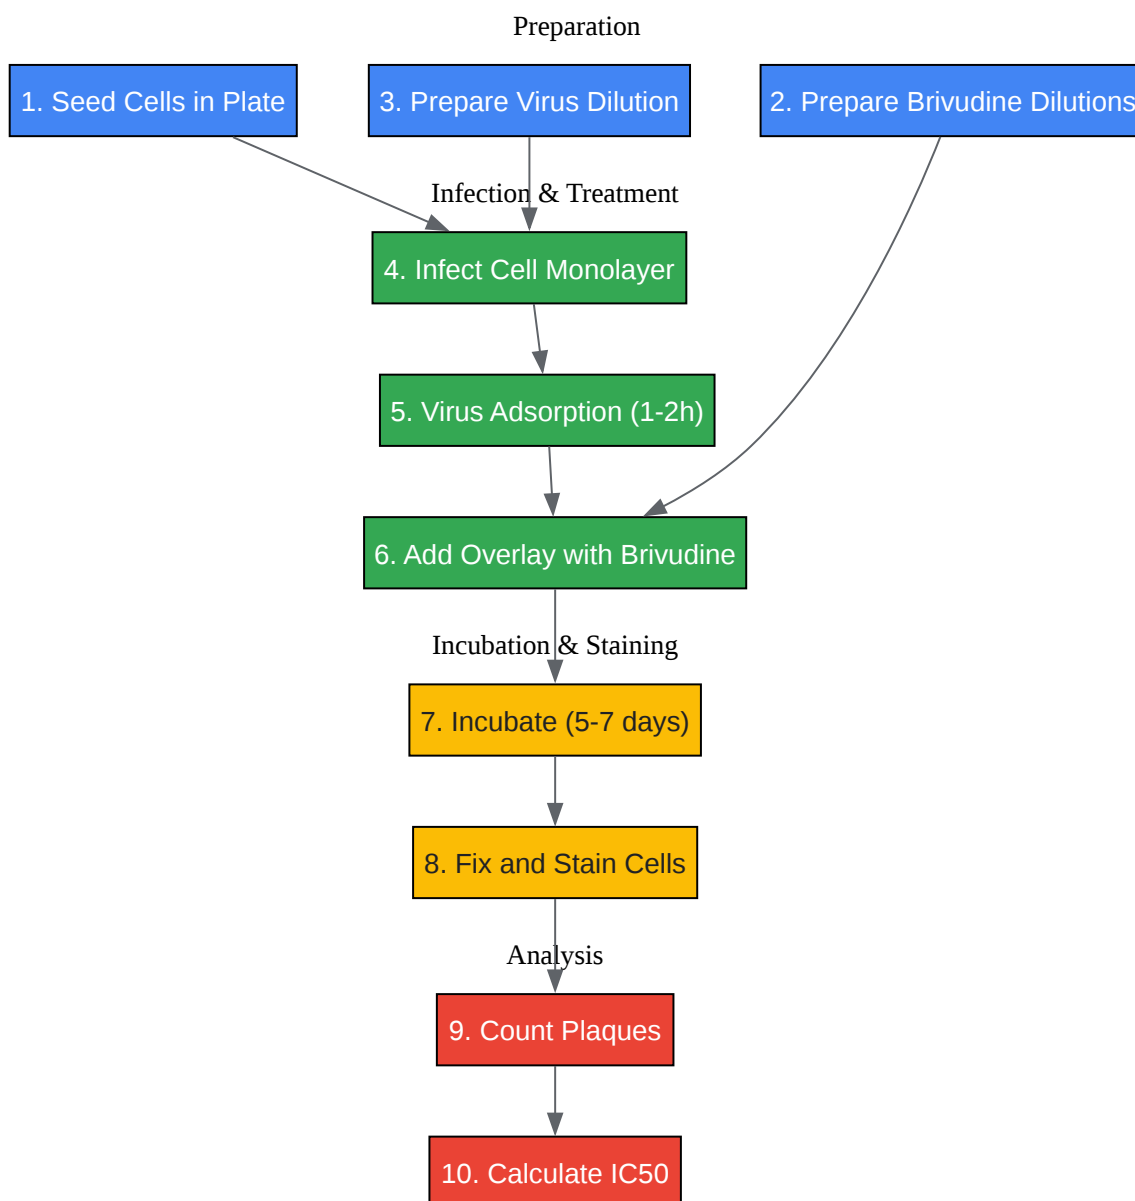 Preparation
1. Seed Cells in Plate
3. Prepare Virus Dilution
2. Prepare Brivudine Dilutions
Infection & Treatment
4. Infect Cell Monolayer
5. Virus Adsorption (1-2h)
6. Add Overlay with Brivudine
Incubation & Staining
7. Incubate (5-7 days)
8. Fix and Stain Cells
Analysis
9. Count Plaques
10. Calculate IC50